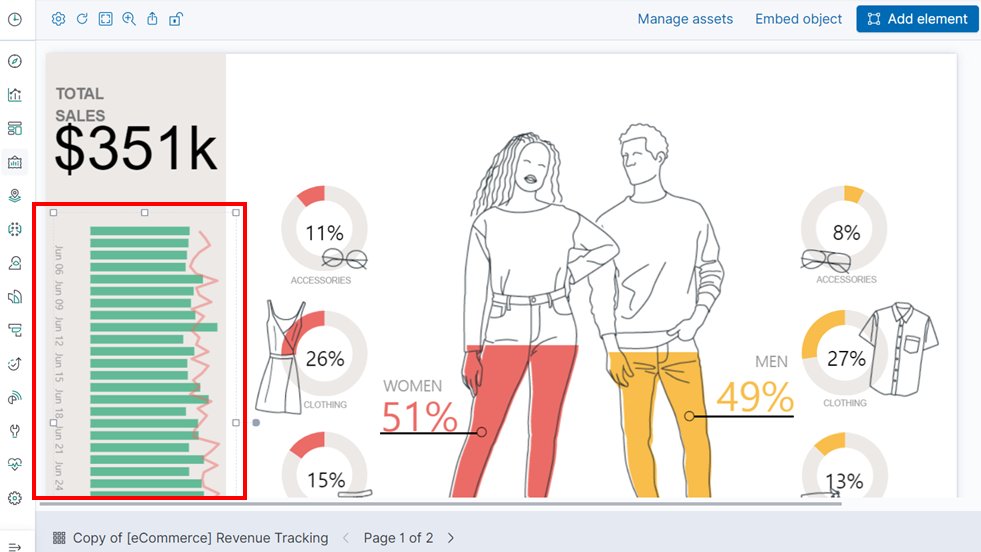 Manage assets
Embed object
Add element
TOTAL
SALES
$351k
Jun 06
Jun 09
Jun 12
Jun 15
Jun 18
Jun 21
Jun 24
11%
ACCESSORIES
26%
CLOTHING
15%
WOMEN
51%
MEN
49%
8%
ACCESSORIES
27%
CLOTHING
13%
Copy of [eCommerce] Revenue Tracking
Page 1 of 2